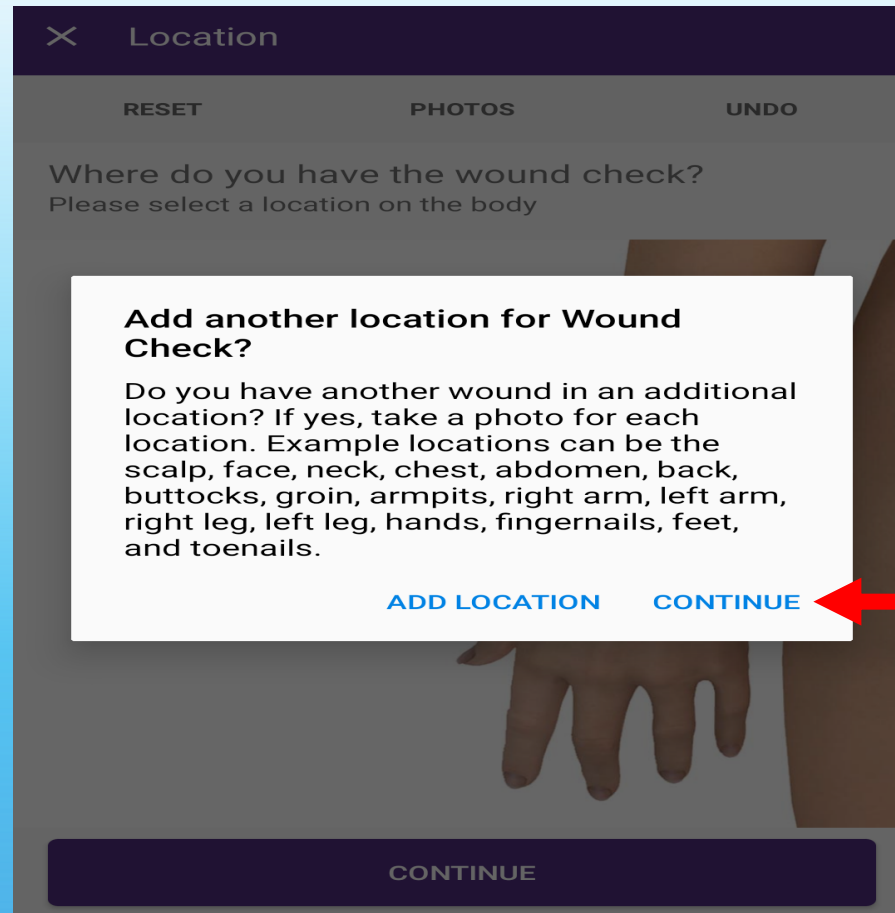 Location
RESET PHOTOS UNDO
Where do you have the wound check?
Please select a location on the body
Add another location for Wound
Check?
Do you have another wound in an additional
location? If yes, take a photo for each
location. Example locations can be the
scalp, face, neck, chest, abdomen, back,
buttocks, groin, armpits, right arm, left arm,
right leg, left leg, hands, fingernails, feet,
and toenails.
ADD LOCATION CONTINUE
CONTINUE